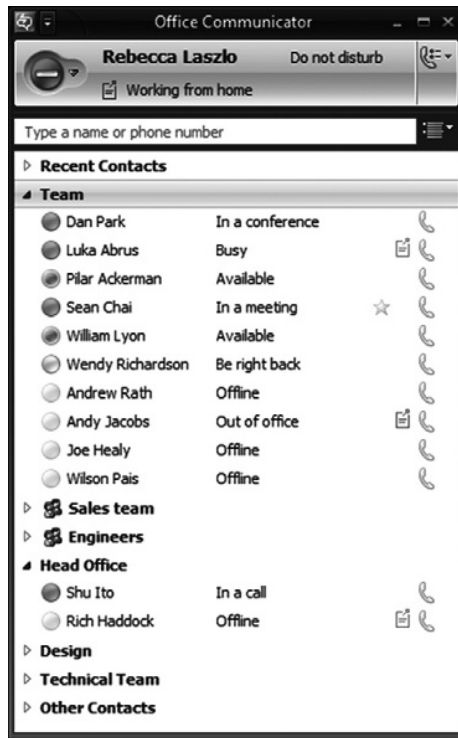 Office Communicator
Rebecca Laszlo Do not disturb
Working from home
Type a name or phone number
Recent Contacts
Team
Dan Park In a conference
Luka Abrus Busy
Pilar Ackerman Available
Sean Chai In a meeting
William Lyon Available
Wendy Richardson Be right back
Andrew Rath Offline
Andy Jacobs Out of office
Joe Healy Offline
Wilson Pais Offline
Sales team
Engineers
Head Office
Shu Ito In a call
Rich Haddock Offline
Design
Technical Team
Other Contacts